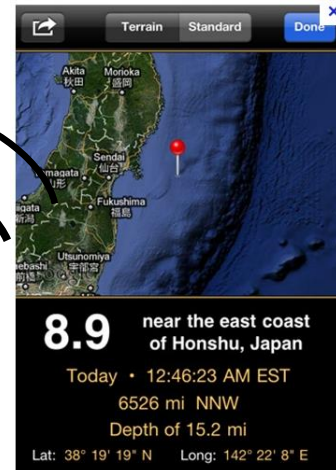 Terrain Standard Done
Akita Morioka
秋田 盛岡
Sendai
仙台
山形
Fukushima
福島
Utsunomiya
宇都宮
8.9 near the east coast
of Honshu, Japan
Today • 12:46:23 AM EST
6526 mi NNW
Depth of 15.2 mi
Lat: 38° 19' 19" N Long: 142° 22' 8" E